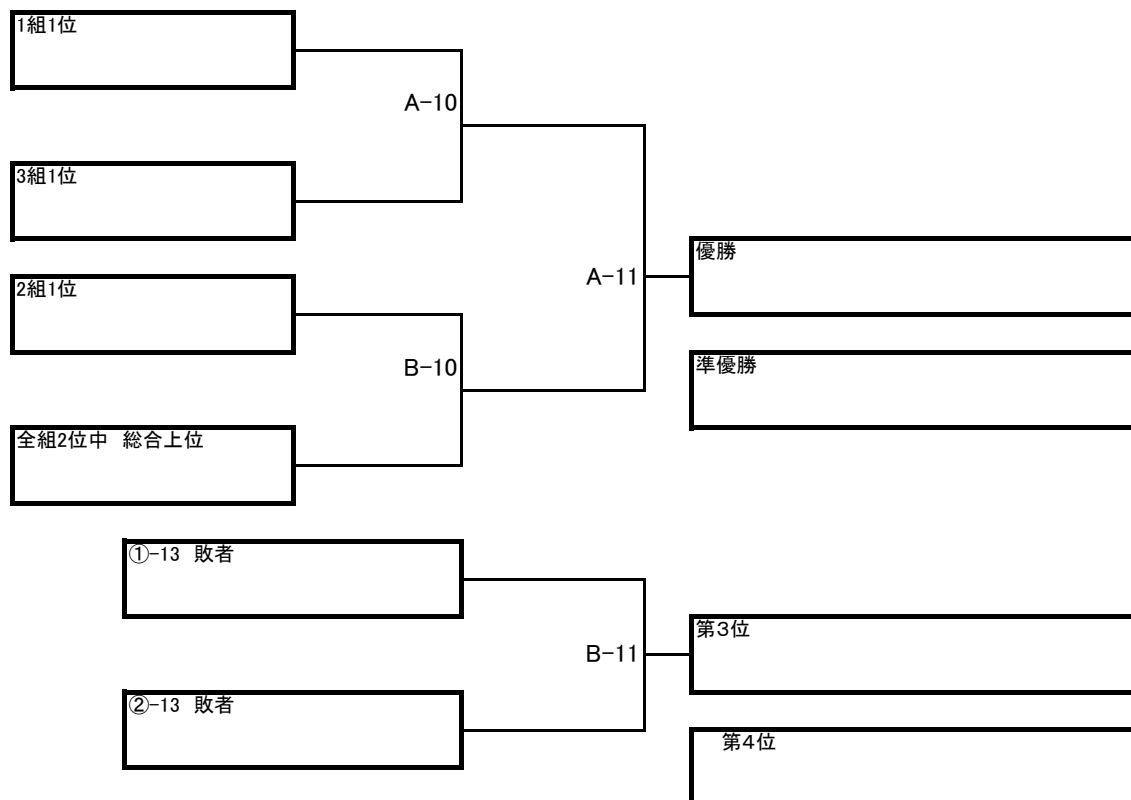 1組1位
A-10
3組1位
優勝
A-11
2組1位
準優勝
B-10
全組2位中　総合上位
①-13　敗者
第３位
B-11
②-13　敗者
第４位